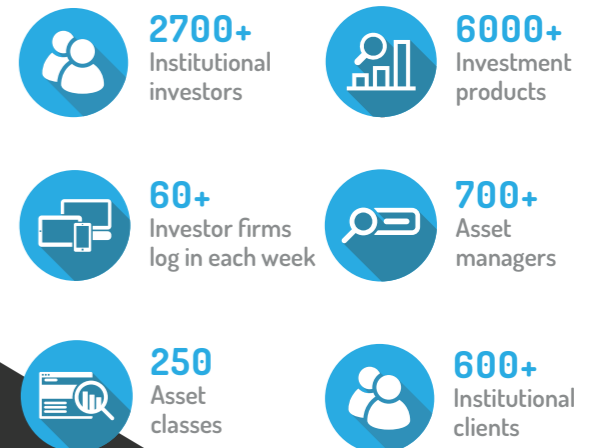 2700+
Institutional
investors
6000+
Investment
products
60+
Investor firms
log in each week
700+
Asset
managers
250
Asset
classes
600+
Institutional
clients